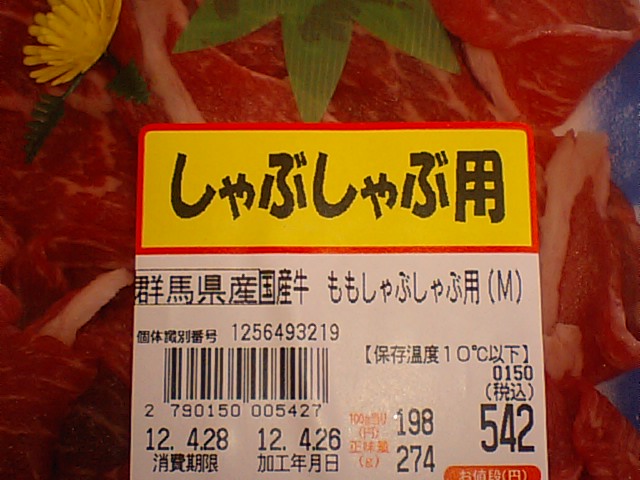 しゃぶしゃぶ用
群馬県産国産牛 ももしゃぶしゃぶ用(M)
個体識別番号 1256493219
【保存温度10℃以下】
0150
(税込)
2 790150 005427
100g当り(円) 198
542
12. 4.28 12. 4.26
正味量(g) 274
消費期限 加工年月日
お値段(円)